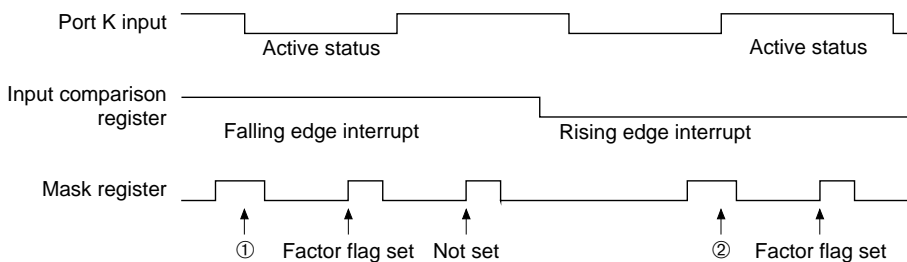 Port K input
Active status
Active status
Input comparison
register
Falling edge interrupt
Rising edge interrupt
Mask register
① Factor flag set Not set ② Factor flag set